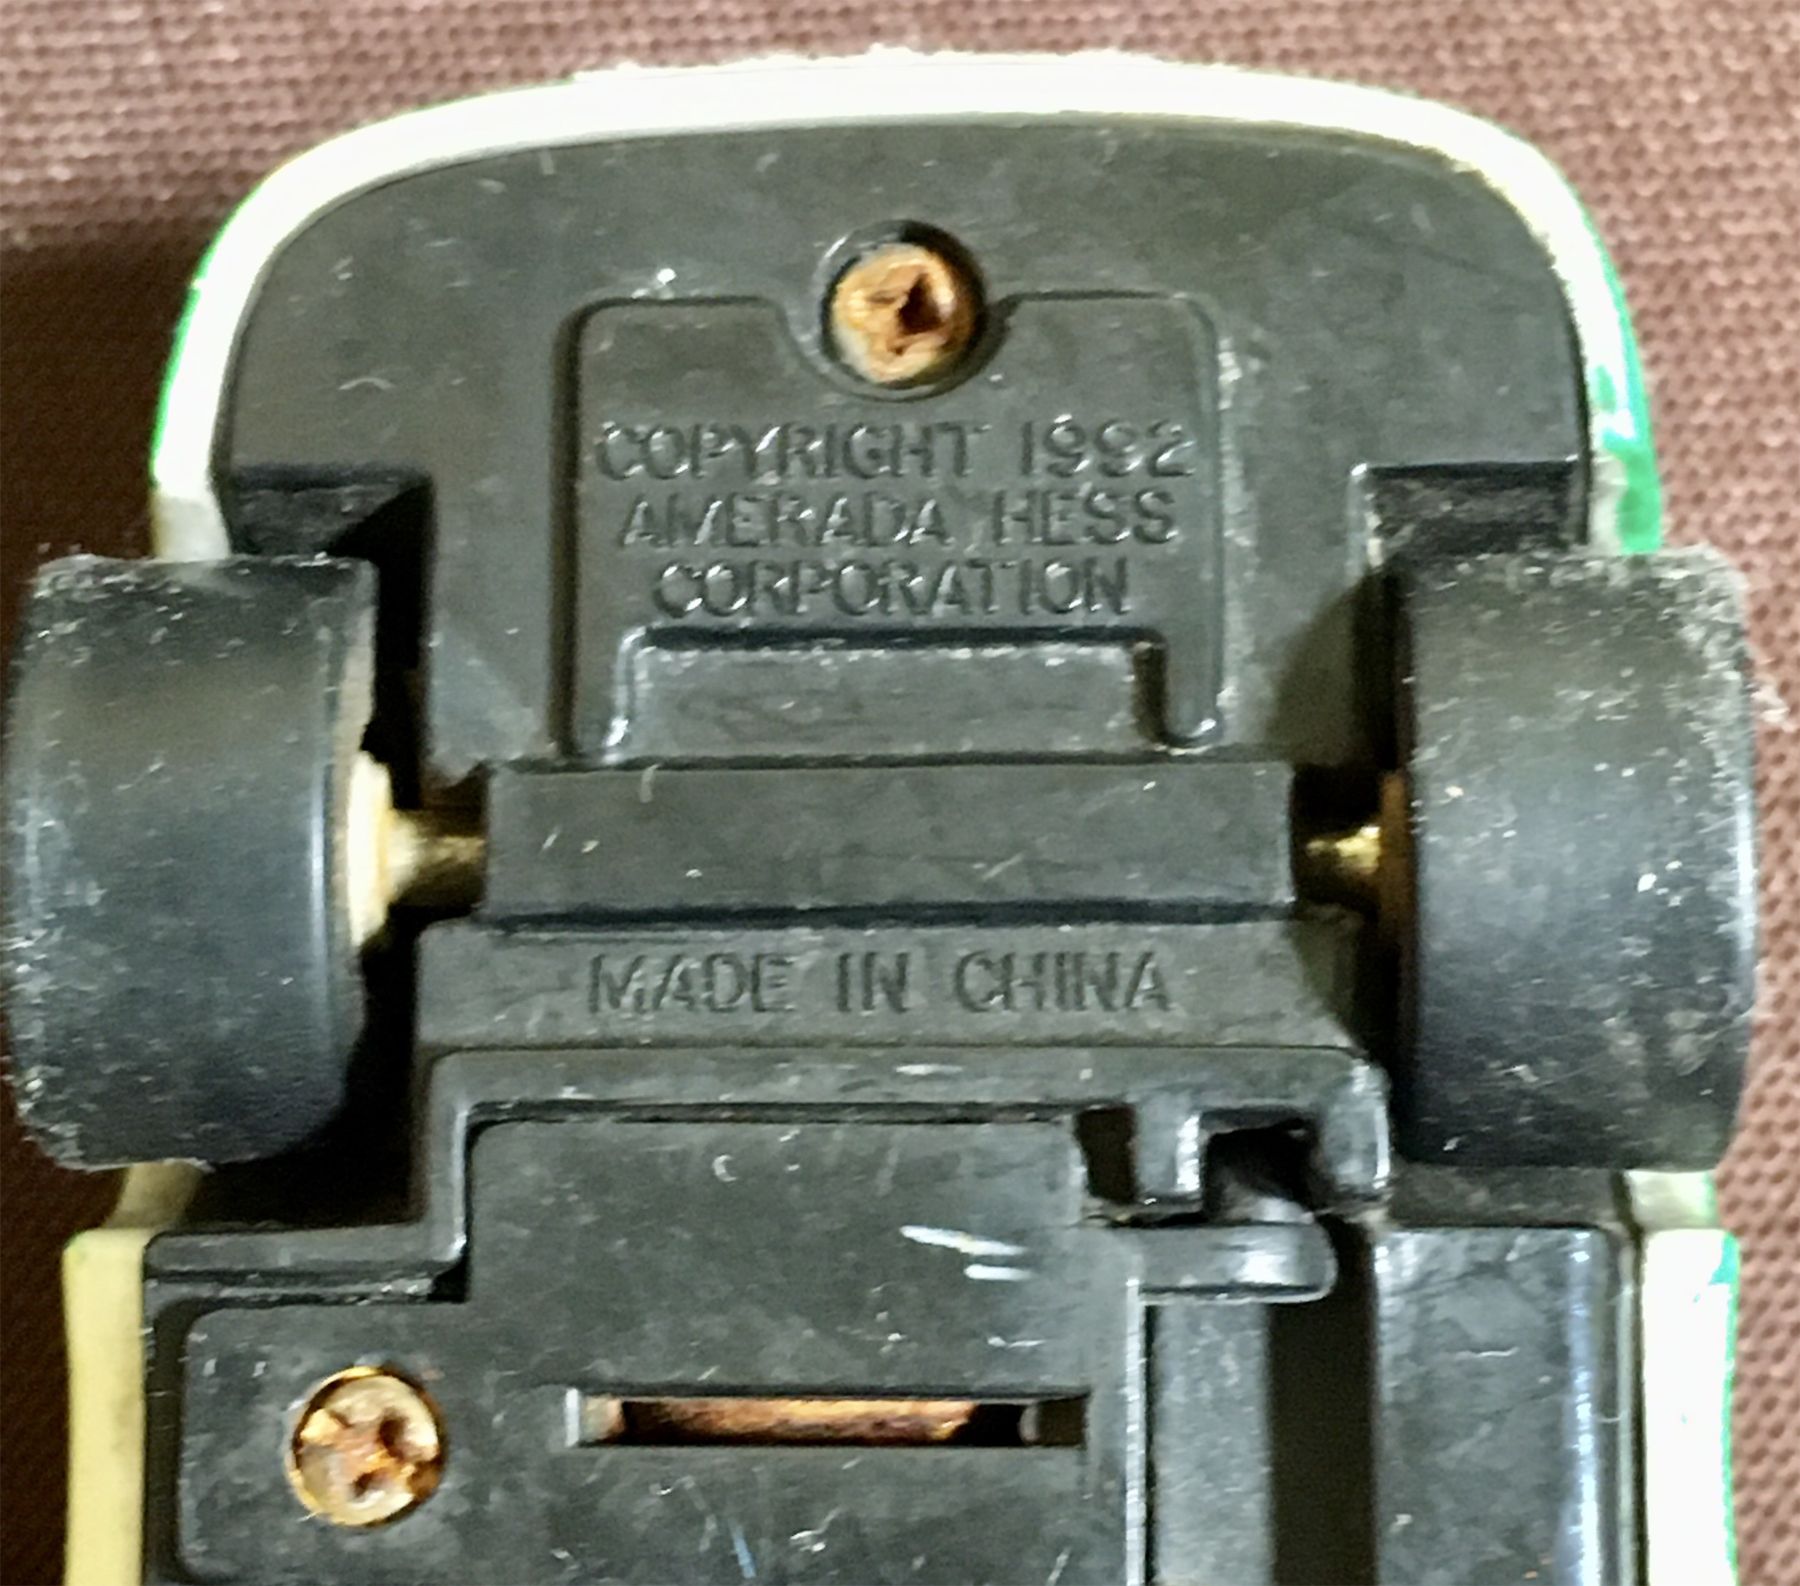 COPYRIGHT 1992
AMERADA HESS
CORPORATION
MADE IN CHINA